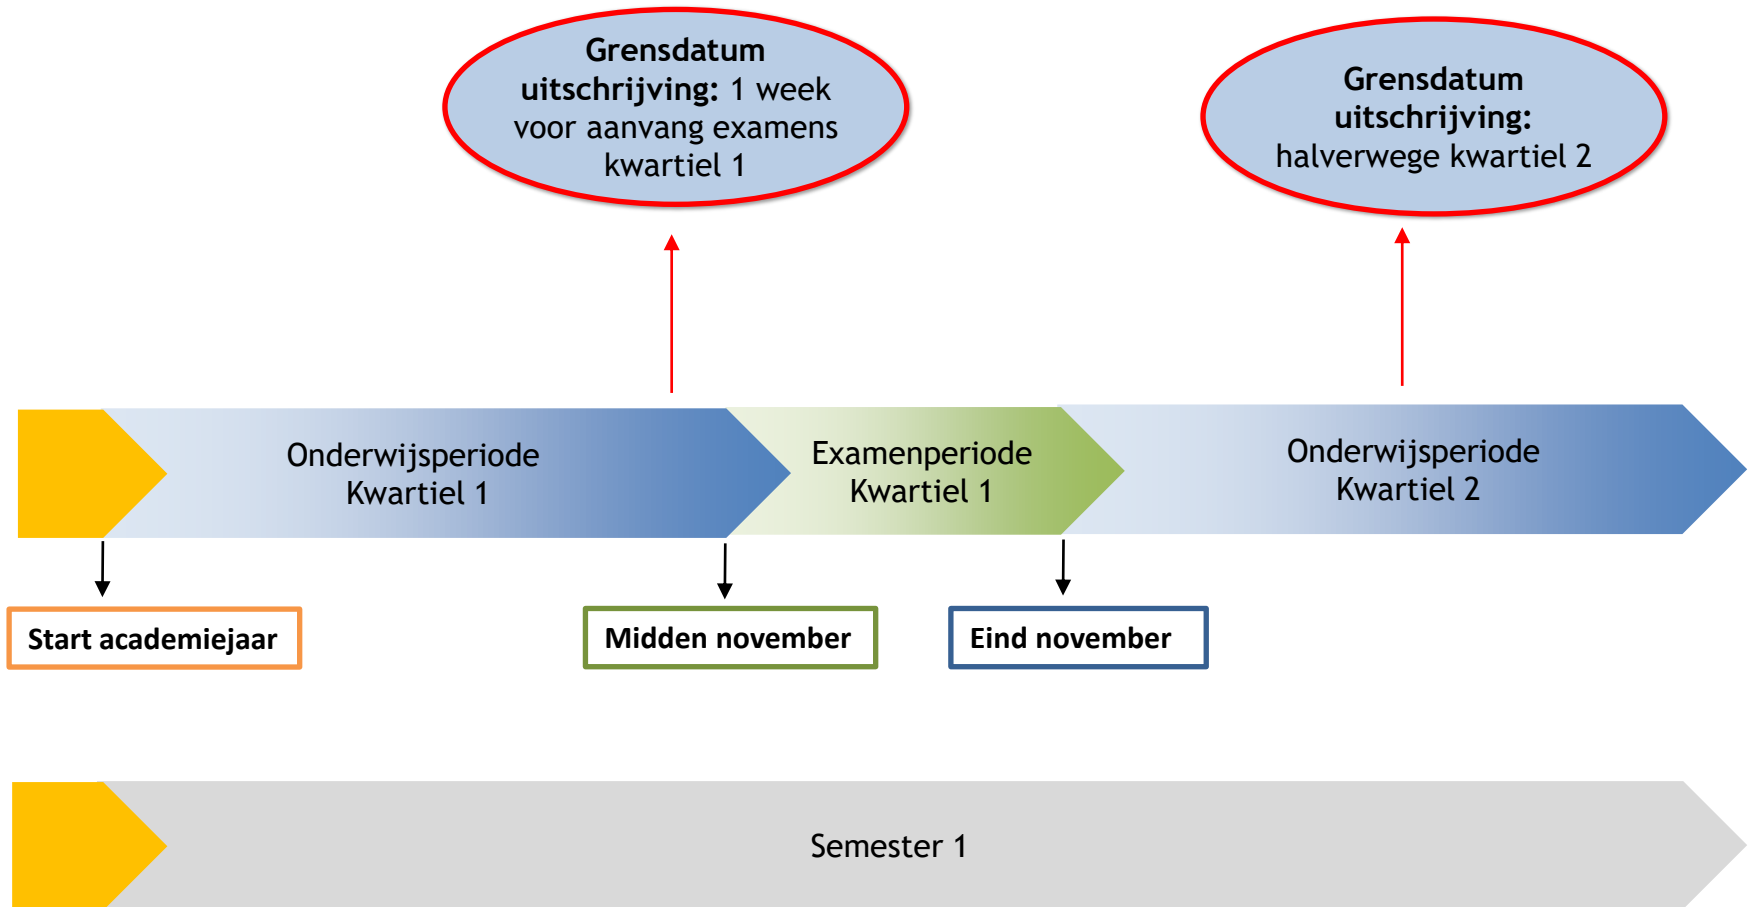 Grensdatum
uitschrijving: 1 week
voor aanvang examens
kwartiel 1
Grensdatum
uitschrijving:
halverwege kwartiel 2
Onderwijsperiode
Kwartiel 1
Examenperiode
Kwartiel 1
Onderwijsperiode
Kwartiel 2
Start academiejaar
Midden november
Eind november
Semester 1